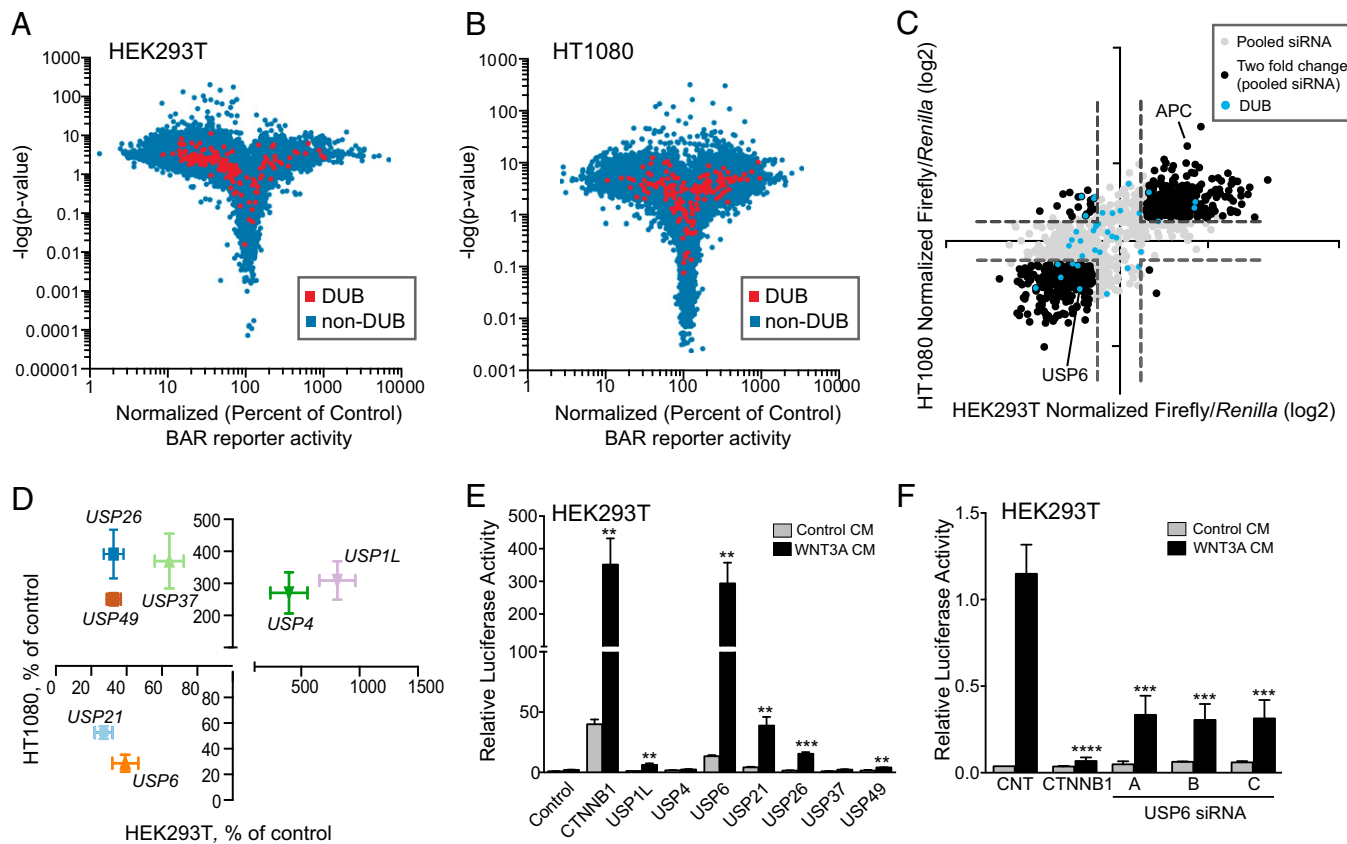 A
HEK293T
-log(p-value)
1000
100
10
1
0.1
0.01
0.001
0.0001
0.00001
1
10
100
1000
10000
DUB
non-DUB
Normalized (Percent of Control)
BAR reporter activity
B
HT1080
-log(p-value)
1000
100
10
1
0.1
0.01
0.001
1
10
100
1000
10000
DUB
non-DUB
Normalized (Percent of Control)
BAR reporter activity
C
Pooled siRNA
Two fold change
(pooled siRNA)
DUB
APC
USP6
HT1080 Normalized Firefly/Renilla (log2)
HEK293T Normalized Firefly/Renilla (log2)
D
HT1080, % of control
USP26
USP49
USP37
500
400
300
200
USP4
USP1L
0
20
40
60
80
500
1000
1500
USP21
USP6
80
60
40
20
0
HEK293T, % of control
E
HEK293T
Control CM
WNT3A CM
Relative Luciferase Activity
500
400
300
200
100
50
0
**
**
**
**
***
**
Control
CTNNB1
USP1L
USP4
USP6
USP21
USP26
USP37
USP49
F
HEK293T
Control CM
WNT3A CM
Relative Luciferase Activity
1.5
1.0
0.5
0.0
****
***
***
***
CNT
CTNNB1
A
B
C
USP6 siRNA